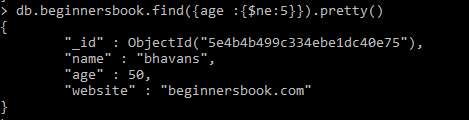 > db.beginnersbook.find({age :{$ne:5}}).pretty()
{
        "_id" : ObjectId("5e4b4b499c334ebe1dc40e75"),
        "name" : "bhavans",
        "age" : 50,
        "website" : "beginnersbook.com"
}